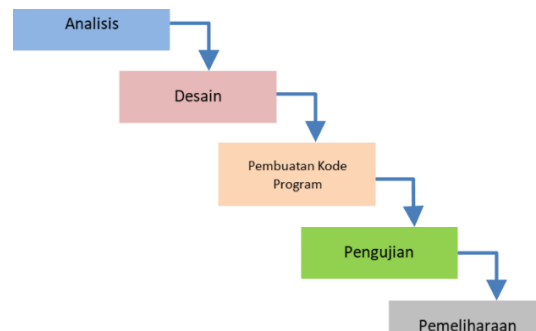 Analisis
Desain
Pembuatan Kode
Program
Pengujian
Pemeliharaan